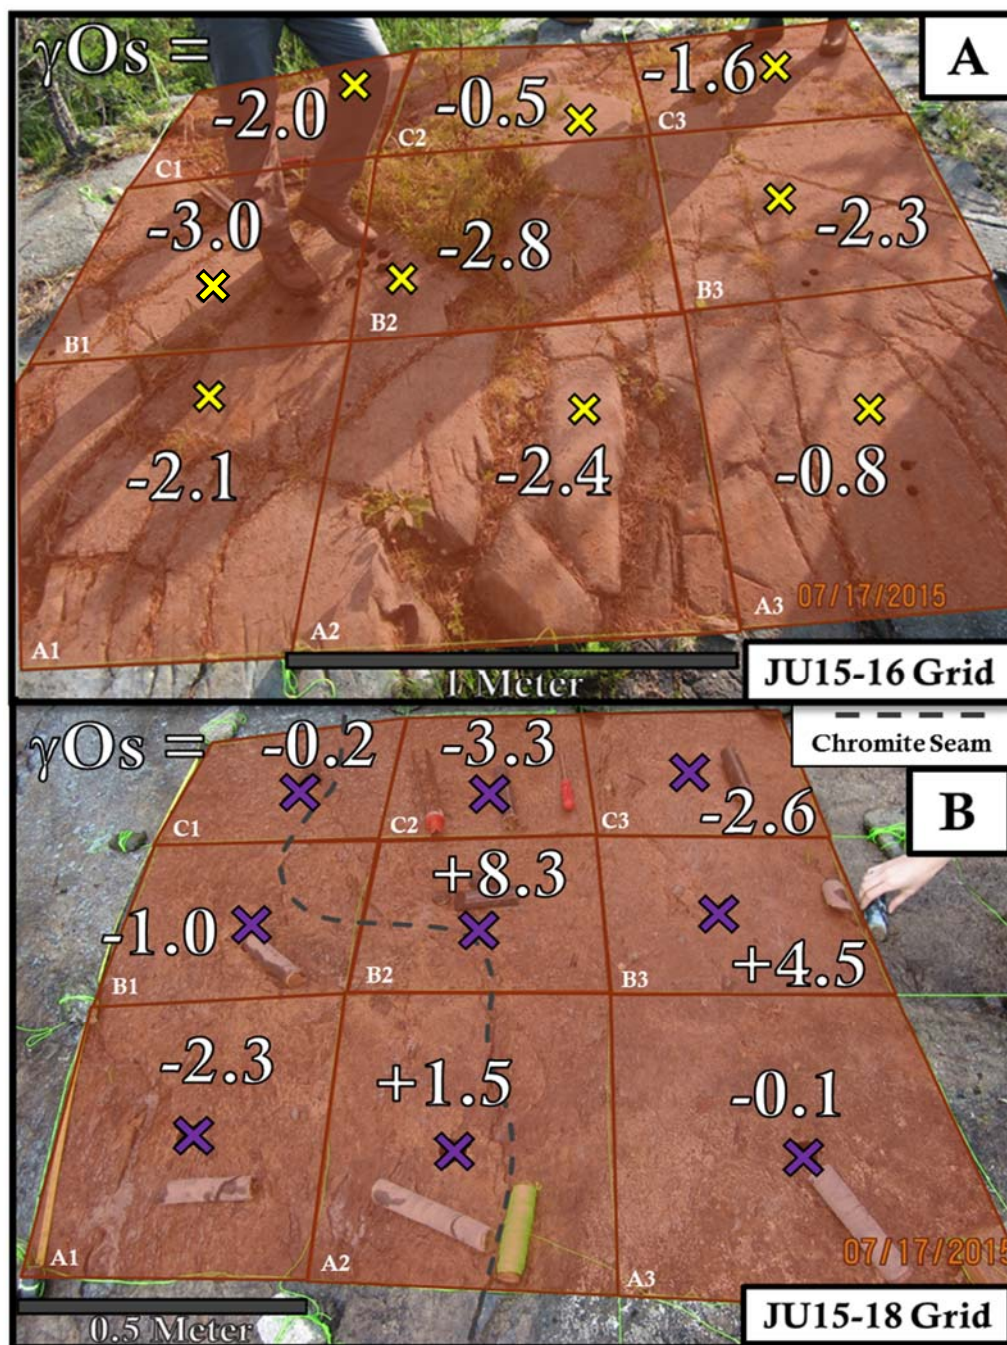 γOs =
A
-2.0
-0.5
-1.6
C1
C2
C3
-3.0
-2.8
-2.3
B1
B2
B3
-2.1
-2.4
-0.8
07/17/2015
A1
A2
A3
1 Meter
JU15-16 Grid
γOs =
Chromite Seam
B
-0.2
-3.3
-2.6
C1
C2
C3
-1.0
+8.3
+4.5
B1
B2
B3
-2.3
+1.5
-0.1
07/17/2015
A1
A2
A3
0.5 Meter
JU15-18 Grid